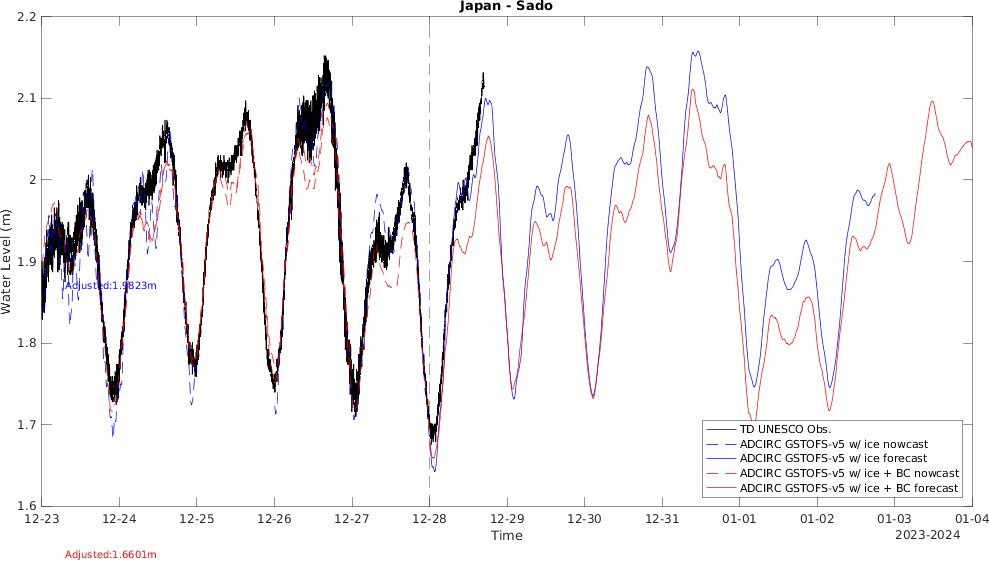 Japan - Sado
2.2
2.1
2
1.9
1.8
1.7
1.6
Water Level (m)
Adjusted:1.9823m
TD UNESCO Obs.
ADCIRC GSTOFS-v5 w/ ice nowcast
ADCIRC GSTOFS-v5 w/ ice forecast
ADCIRC GSTOFS-v5 w/ ice + BC nowcast
ADCIRC GSTOFS-v5 w/ ice + BC forecast
12-23 12-24 12-25 12-26 12-27 12-28 12-29 12-30 12-31 01-01 01-02 01-03 01-04
Time
2023-2024
Adjusted:1.6601m